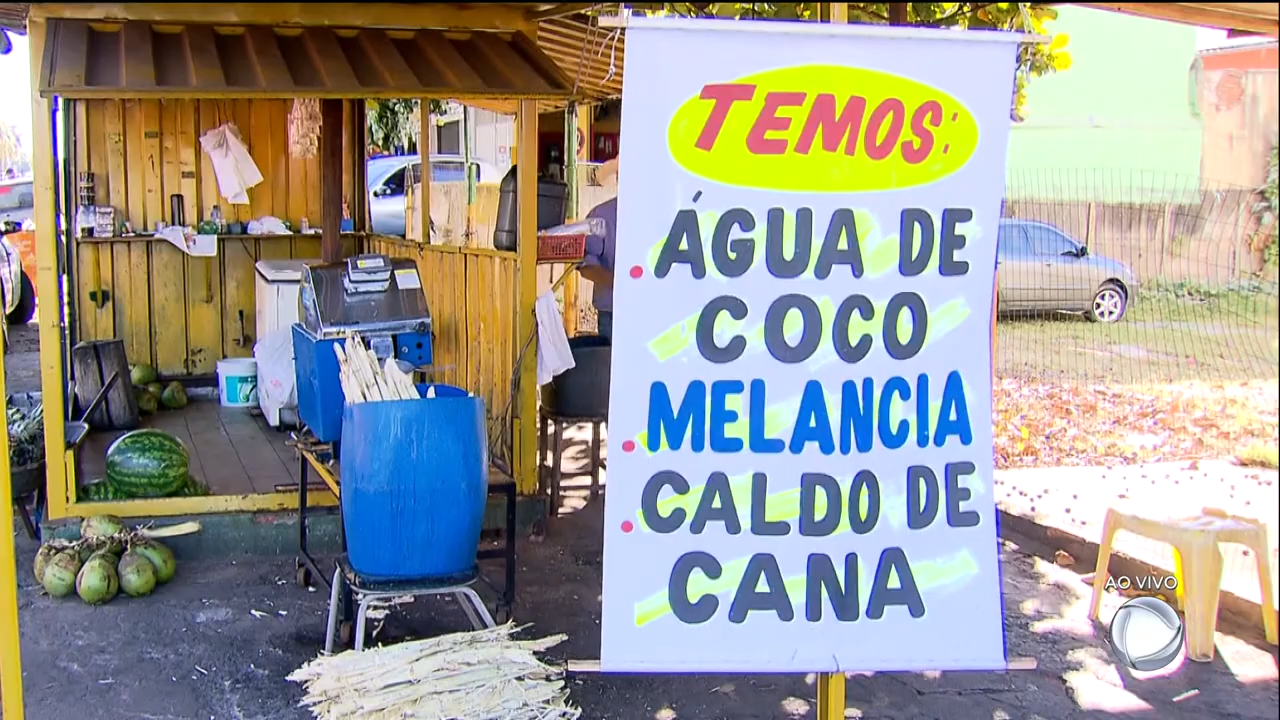 TEMOS:
.ÁGUA DE
COCO
.MELANCIA
.CALDO DE
CANA
AO VIVO